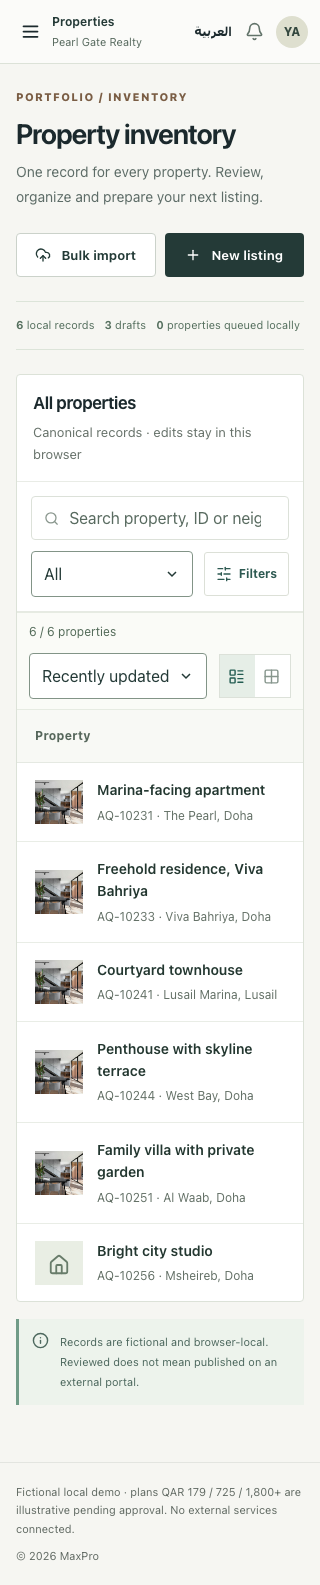 Properties
Pearl Gate Realty
العربية
YA
PORTFOLIO / INVENTORY
Property inventory
One record for every property. Review,
organize and prepare your next listing.
Bulk import
New listing
6 local records 3 drafts 0 properties queued locally
All properties
Canonical records · edits stay in this
browser
Search property, ID or neig
All
Filters
6 / 6 properties
Recently updated
Property
Marina-facing apartment
AQ-10231 · The Pearl, Doha
Freehold residence, Viva
Bahriya
AQ-10233 · Viva Bahriya, Doha
Courtyard townhouse
AQ-10241 · Lusail Marina, Lusail
Penthouse with skyline
terrace
AQ-10244 · West Bay, Doha
Family villa with private
garden
AQ-10251 · Al Waab, Doha
Bright city studio
AQ-10256 · Msheireb, Doha
Records are fictional and browser-local.
Reviewed does not mean published on an
external portal.
Fictional local demo · plans QAR 179 / 725 / 1,800+ are
illustrative pending approval. No external services
connected.
© 2026 MaxPro